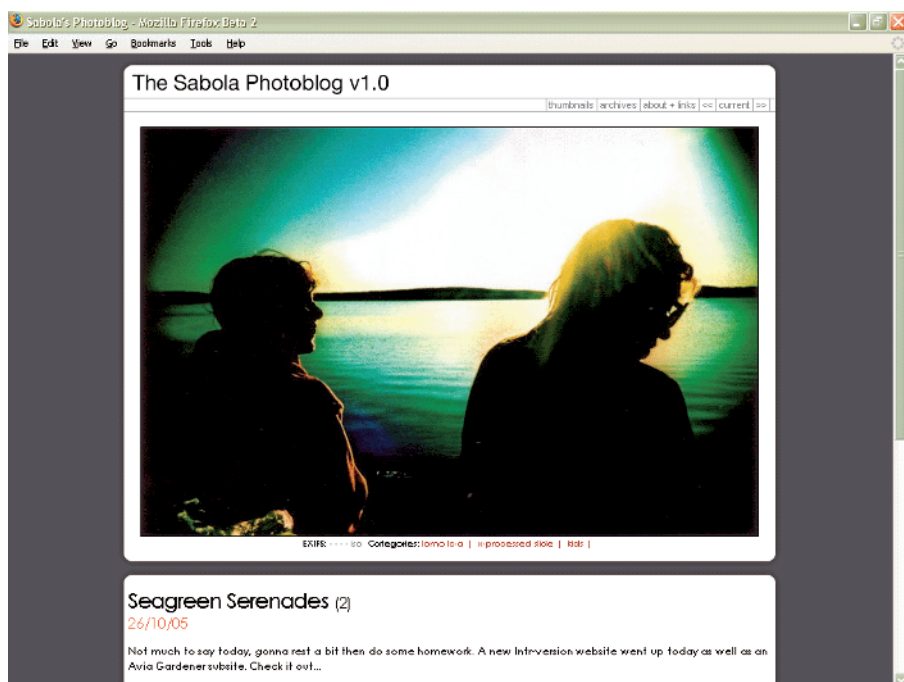 Sabola's Photoblog - Mozilla Firefox Beta 2
File Edit View Go Bookmarks Tools Help
The Sabola Photoblog v1.0
thumbnails | archives | about + links | << | current | >> |
EXIFS: - - - - iso Categories: lomo lc-a | x-processed slide | kids |
Seagreen Serenades (2)
26/10/05
Not much to say today, gonna rest a bit then do some homework. A new Intr-version website went up today as well as an
Avia Gardener subsite. Check it out...